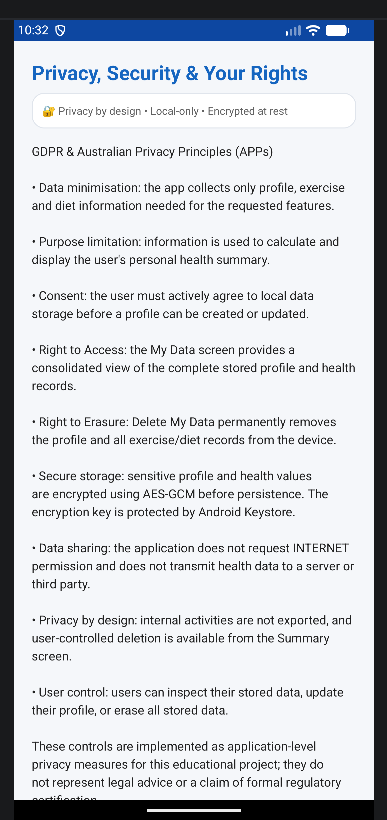 10:32
Privacy, Security & Your Rights
🔐 Privacy by design • Local-only • Encrypted at rest
GDPR & Australian Privacy Principles (APPs)
• Data minimisation: the app collects only profile, exercise
and diet information needed for the requested features.
• Purpose limitation: information is used to calculate and
display the user's personal health summary.
• Consent: the user must actively agree to local data
storage before a profile can be created or updated.
• Right to Access: the My Data screen provides a
consolidated view of the complete stored profile and health
records.
• Right to Erasure: Delete My Data permanently removes
the profile and all exercise/diet records from the device.
• Secure storage: sensitive profile and health values
are encrypted using AES-GCM before persistence. The
encryption key is protected by Android Keystore.
• Data sharing: the application does not request INTERNET
permission and does not transmit health data to a server or
third party.
• Privacy by design: internal activities are not exported, and
user-controlled deletion is available from the Summary
screen.
• User control: users can inspect their stored data, update
their profile, or erase all stored data.
These controls are implemented as application-level
privacy measures for this educational project; they do
not represent legal advice or a claim of formal regulatory